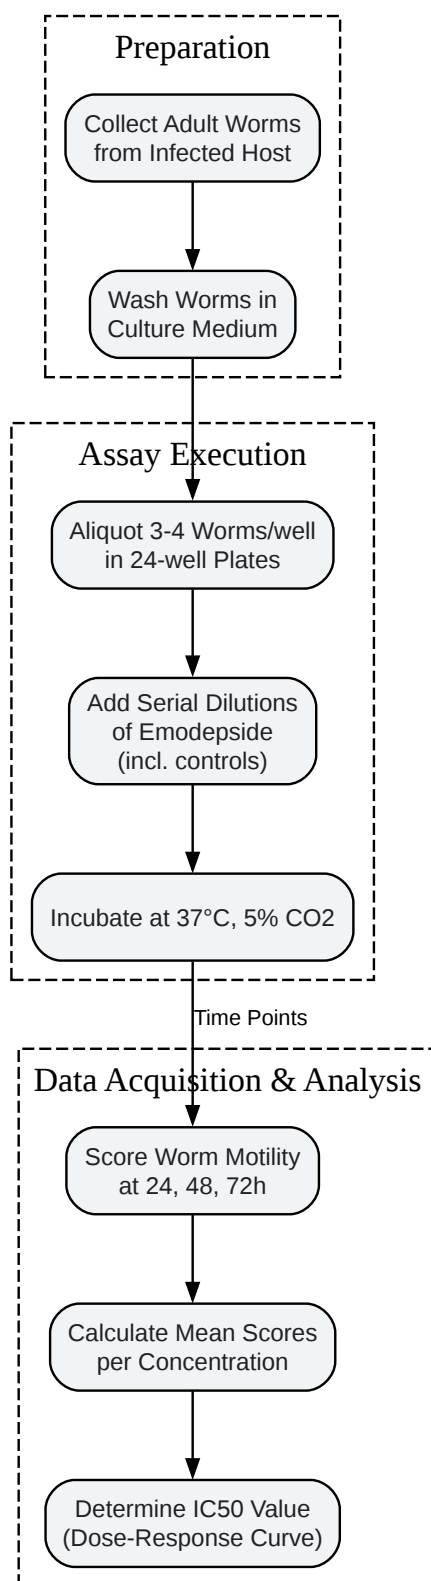 Preparation
Collect Adult Worms
from Infected Host
Wash Worms in
Culture Medium
Assay Execution
Aliquot 3-4 Worms/well
in 24-well Plates
Add Serial Dilutions
of Emodepside
(incl. controls)
Incubate at 37°C, 5% CO2
Time Points
Data Acquisition & Analysis
Score Worm Motility
at 24, 48, 72h
Calculate Mean Scores
per Concentration
Determine IC50 Value
(Dose-Response Curve)